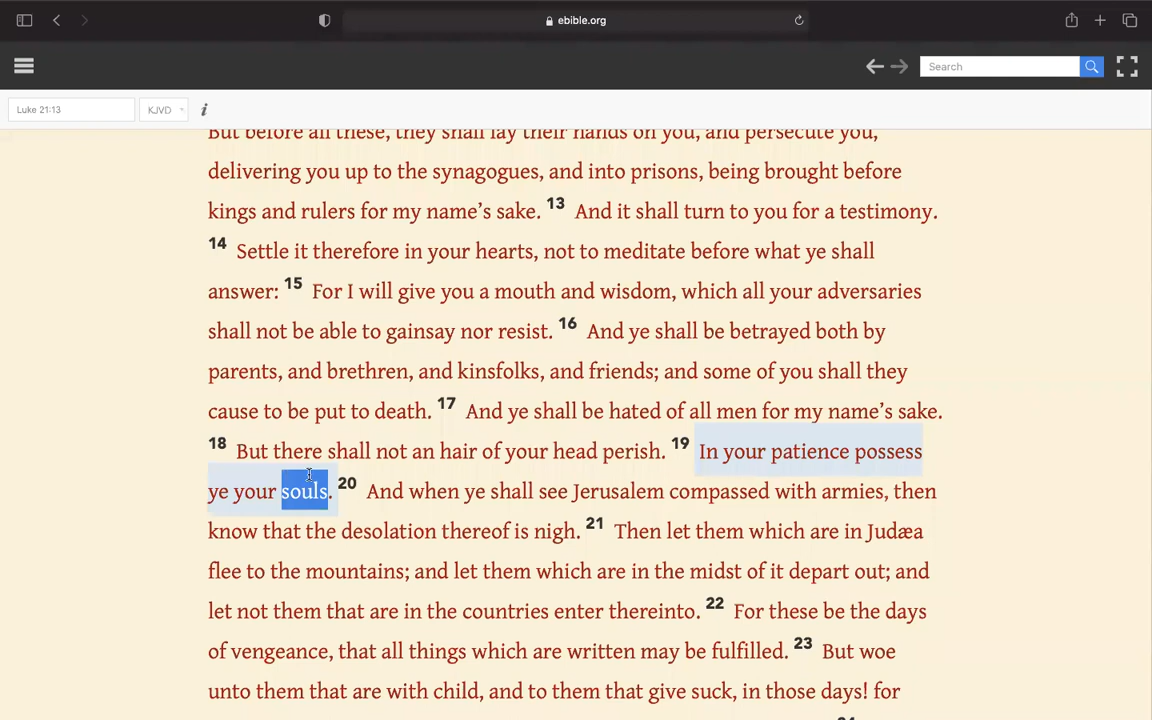 ebible.org
Search
Luke 21:13
KJVD
i
But before all these, they shall lay their hands on you, and persecute you,
delivering you up to the synagogues, and into prisons, being brought before
kings and rulers for my name’s sake. 13 And it shall turn to you for a testimony.
14 Settle it therefore in your hearts, not to meditate before what ye shall
answer: 15 For I will give you a mouth and wisdom, which all your adversaries
shall not be able to gainsay nor resist. 16 And ye shall be betrayed both by
parents, and brethren, and kinsfolks, and friends; and some of you shall they
cause to be put to death. 17 And ye shall be hated of all men for my name’s sake.
18 But there shall not an hair of your head perish. 19 In your patience possess
ye your souls. 20 And when ye shall see Jerusalem compassed with armies, then
know that the desolation thereof is nigh. 21 Then let them which are in Judæa
flee to the mountains; and let them which are in the midst of it depart out; and
let not them that are in the countries enter thereinto. 22 For these be the days
of vengeance, that all things which are written may be fulfilled. 23 But woe
unto them that are with child, and to them that give suck, in those days! for